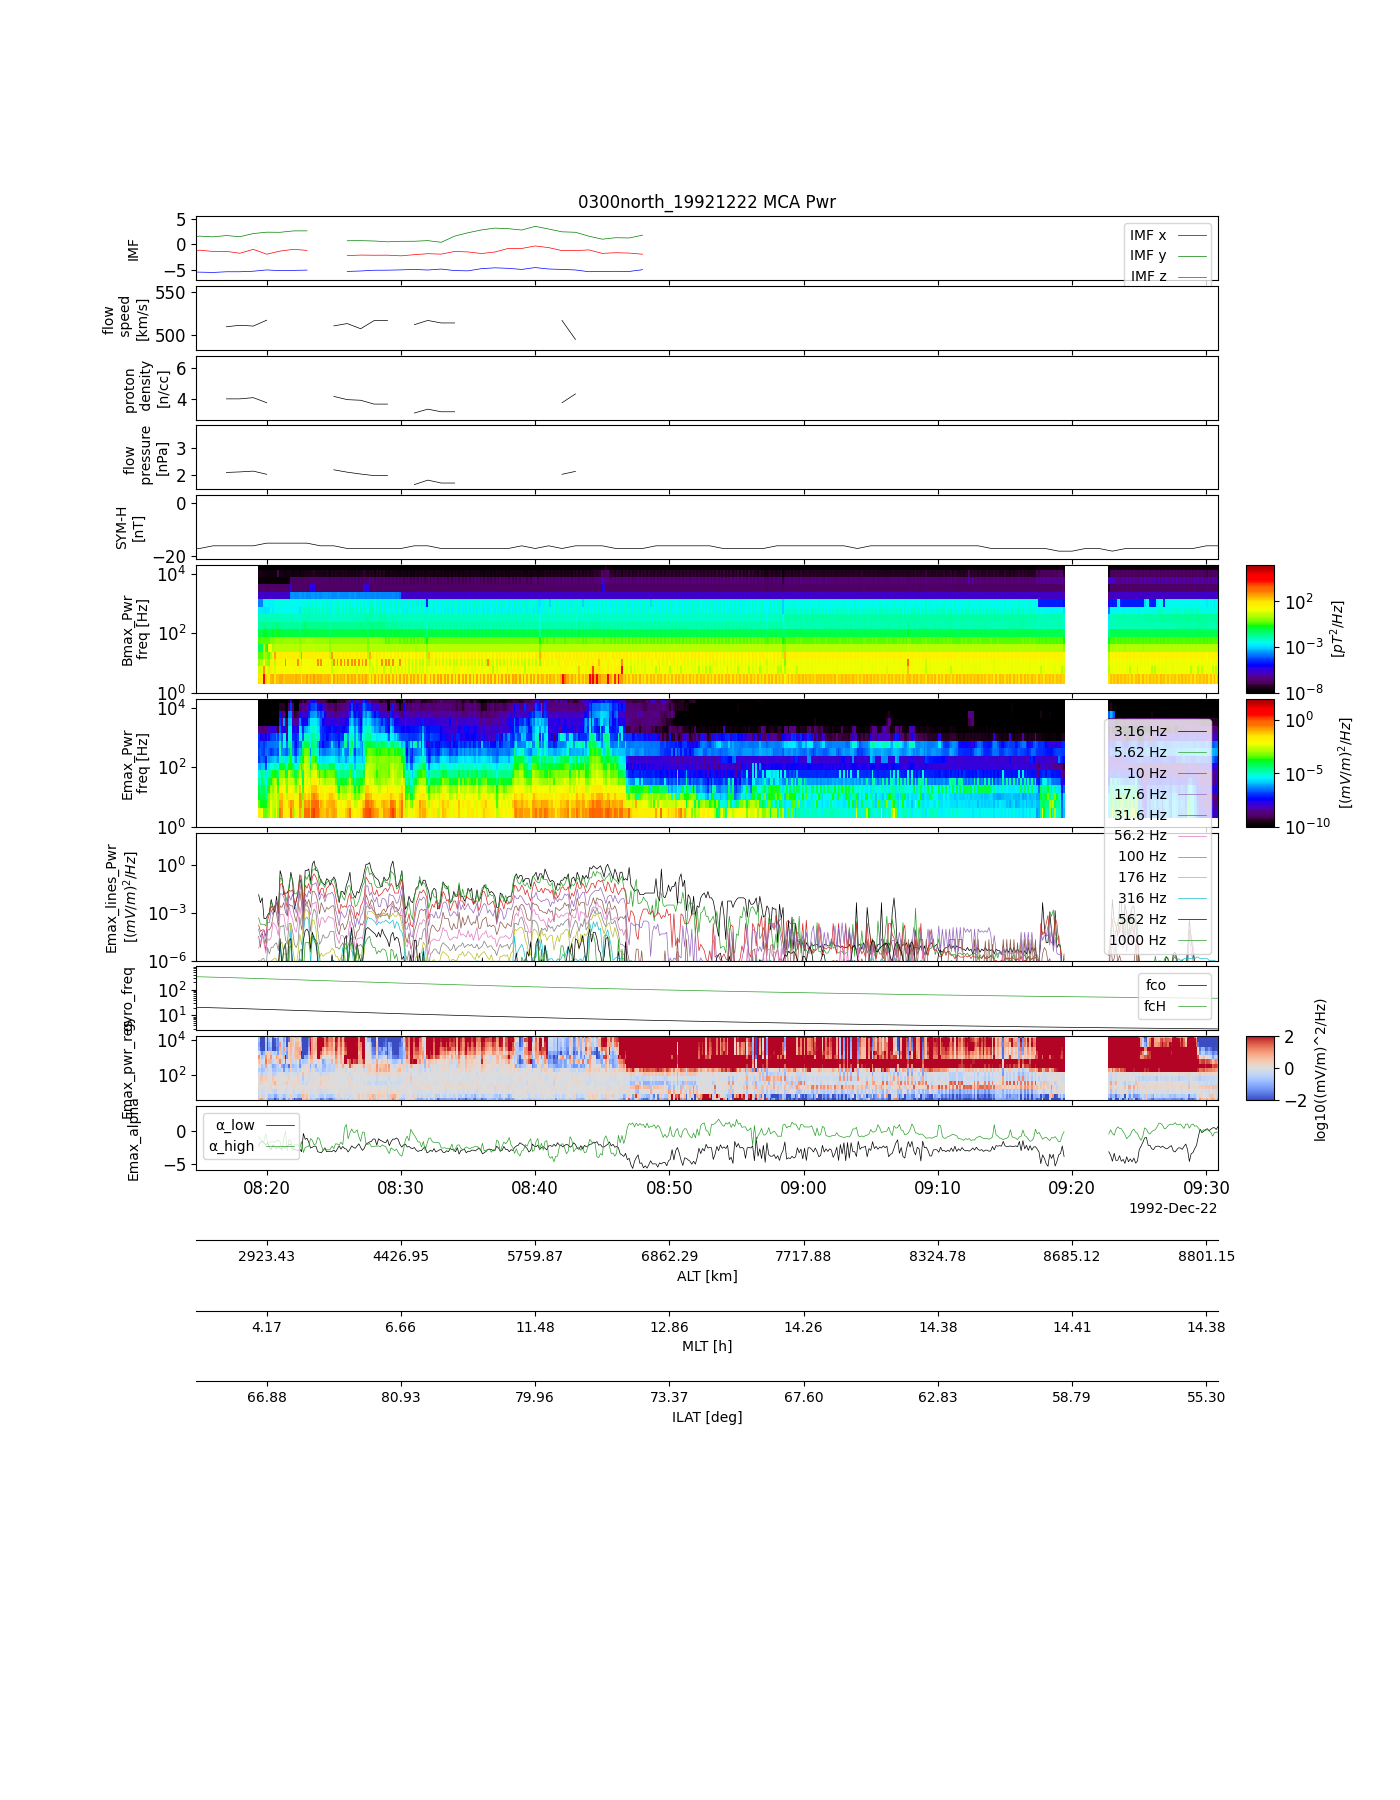 0300north_19921222 MCA Pwr
5
0
−5
IMF
IMF x
IMF y
IMF z
550
500
flow
speed
[km/s]
6
4
proton
density
[n/cc]
3
2
flow
pressure
[nPa]
0
−20
SYM-H
[nT]
10^4
10^2
10^0
Bmax_Pwr
freq [Hz]
10^2
10^−3
10^−8
[pT^2/Hz]
10^4
10^2
10^0
Emax_Pwr
freq [Hz]
10^0
10^−5
10^−10
[(mV/m)^2/Hz]
3.16 Hz
5.62 Hz
10 Hz
17.6 Hz
31.6 Hz
56.2 Hz
100 Hz
176 Hz
316 Hz
562 Hz
1000 Hz
10^0
10^−3
10^−6
Emax_lines_Pwr
[(mV/m)^2/Hz]
10^2
10^1
gyro_freq
fco
fcH
10^4
10^2
Emax_pwr_reg
2
0
−2
log10((mV/m)^2/Hz)
0
−5
Emax_alpha
α_low
α_high
08:20 08:30 08:40 08:50 09:00 09:10 09:20 09:30
1992-Dec-22
2923.43 4426.95 5759.87 6862.29 7717.88 8324.78 8685.12 8801.15
ALT [km]
4.17 6.66 11.48 12.86 14.26 14.38 14.41 14.38
MLT [h]
66.88 80.93 79.96 73.37 67.60 62.83 58.79 55.30
ILAT [deg]